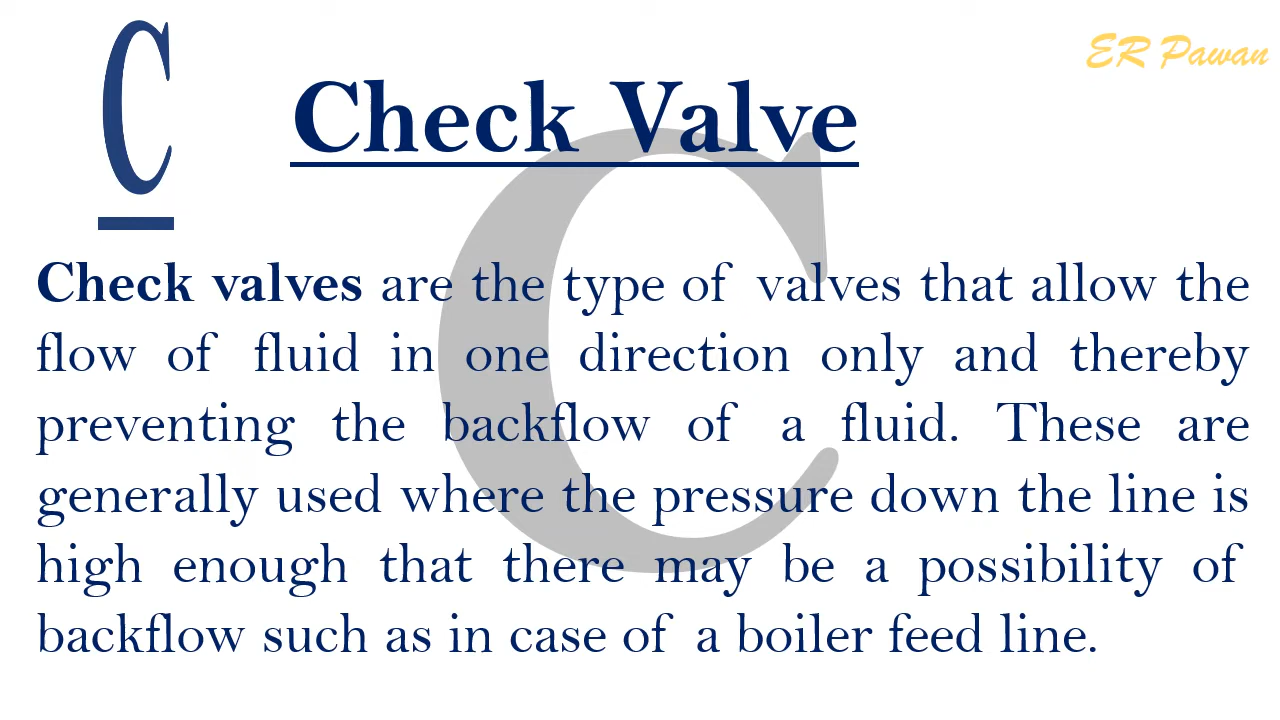 C
ER Pawan
Check Valve
C
Check valves are the type of valves that allow the
flow of fluid in one direction only and thereby
preventing the backflow of a fluid. These are
generally used where the pressure down the line is
high enough that there may be a possibility of
backflow such as in case of a boiler feed line.